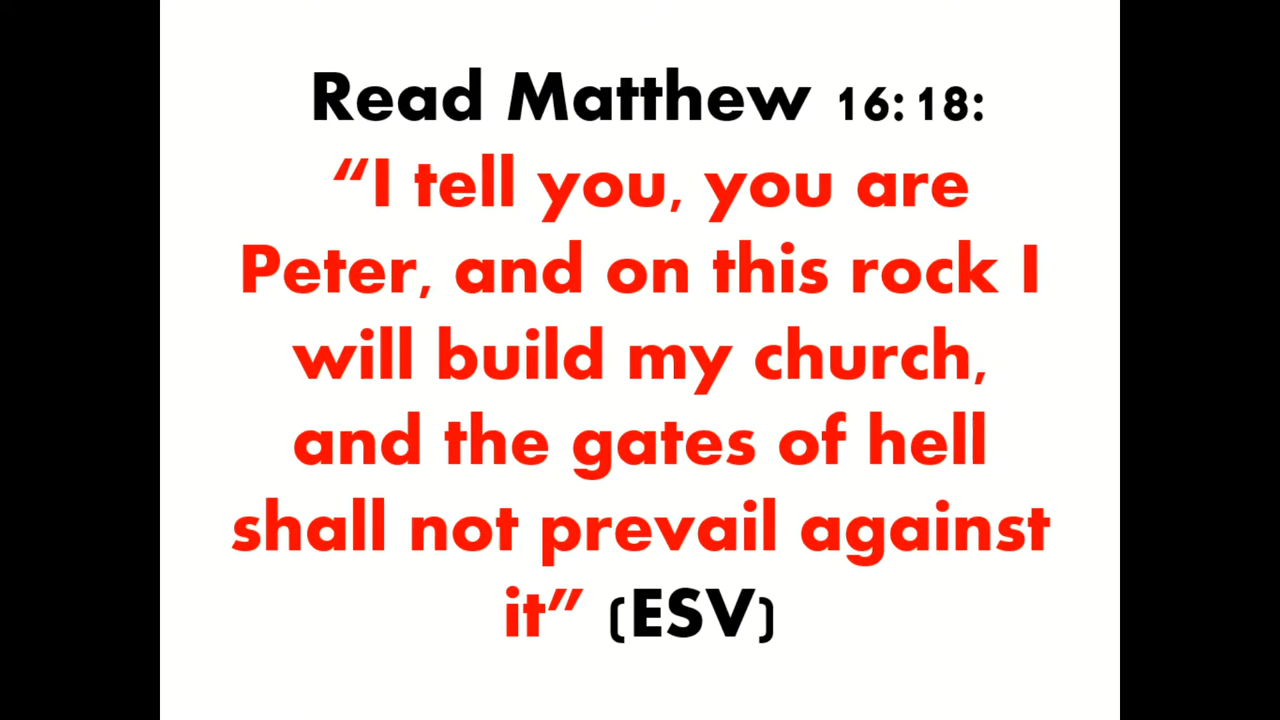 Read Matthew 16:18:
“I tell you, you are
Peter, and on this rock I
will build my church,
and the gates of hell
shall not prevail against
it” (ESV)